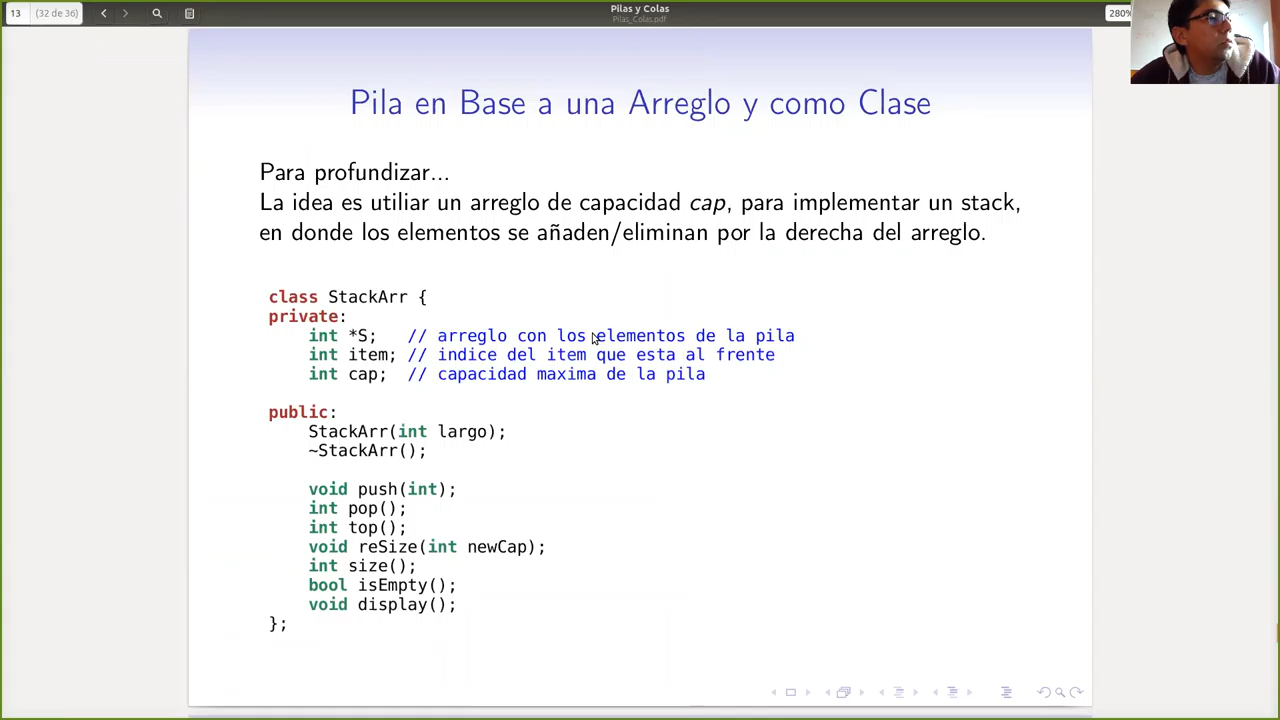 13 (32 de 36)
Pilas y Colas
Pilas_Colas.pdf
280%
Pila en Base a una Arreglo y como Clase
Para profundizar...
La idea es utiliar un arreglo de capacidad cap, para implementar un stack,
en donde los elementos se añaden/eliminan por la derecha del arreglo.
class StackArr {
private:
int *S; // arreglo con los elementos de la pila
int item; // indice del item que esta al frente
int cap; // capacidad maxima de la pila
public:
StackArr(int largo);
~StackArr();
void push(int);
int pop();
int top();
void reSize(int newCap);
int size();
bool isEmpty();
void display();
};